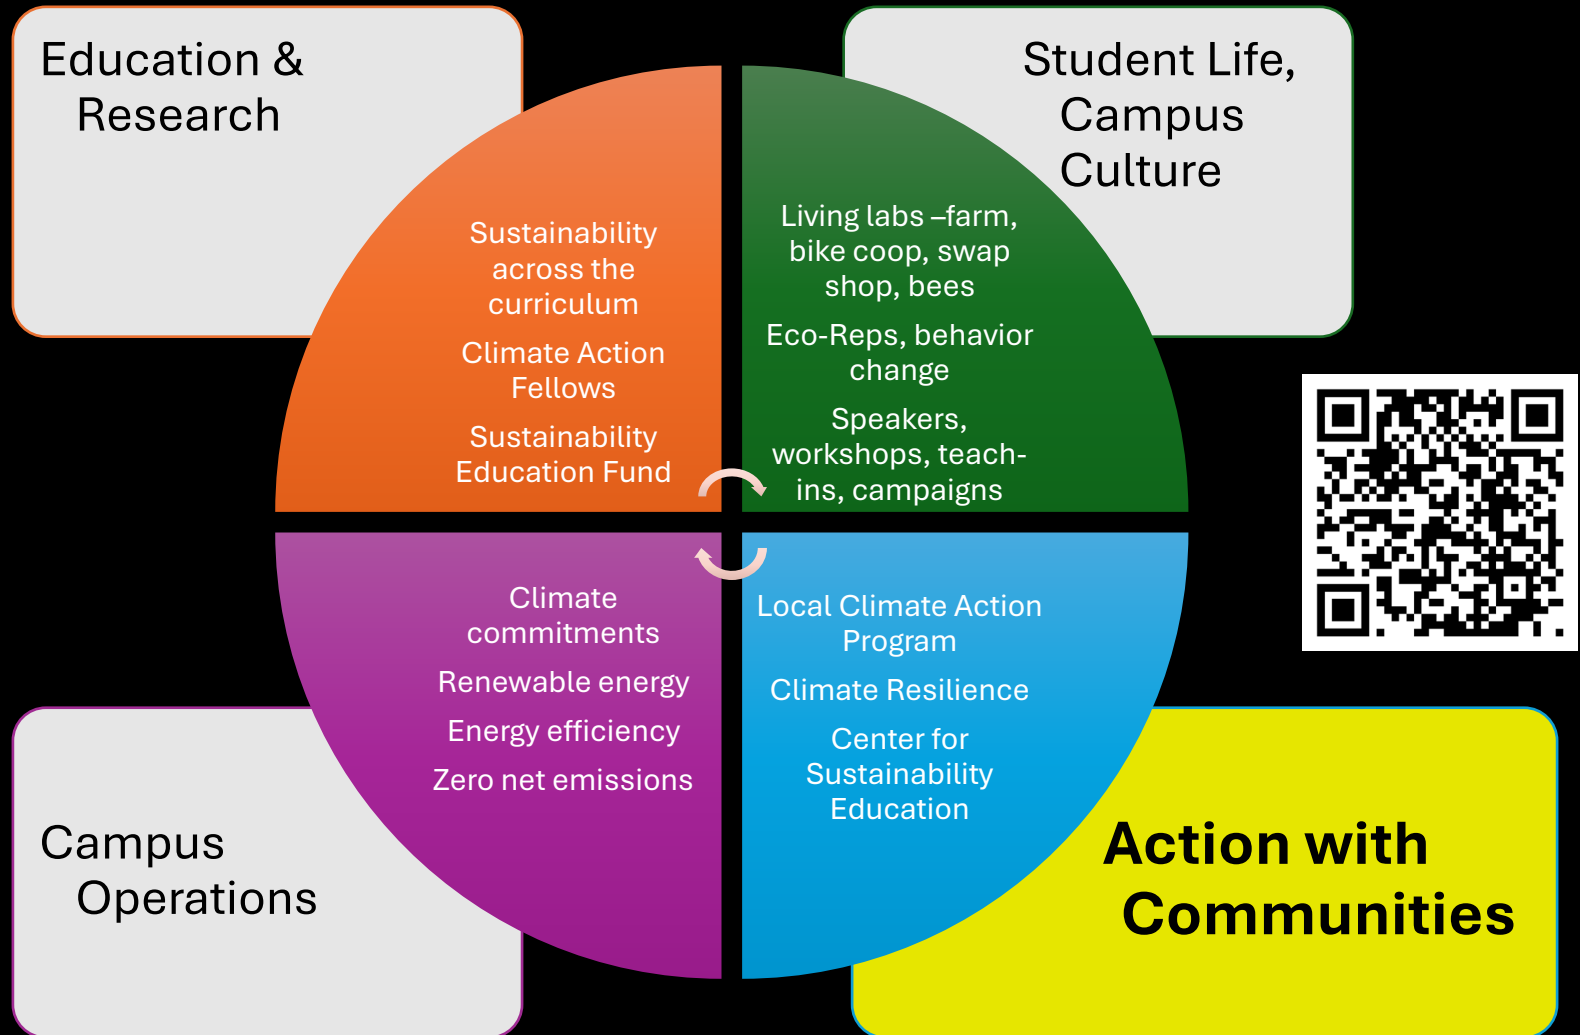 Education &
Research
Student Life,
Campus
Culture
Sustainability
across the
curriculum
Climate Action
Fellows
Sustainability
Education Fund
Living labs –farm,
bike coop, swap
shop, bees
Eco-Reps, behavior
change
Speakers,
workshops, teach-
ins, campaigns
Climate
commitments
Renewable energy
Energy efficiency
Zero net emissions
Local Climate Action
Program
Climate Resilience
Center for
Sustainability
Education
Campus
Operations
Action with
Communities